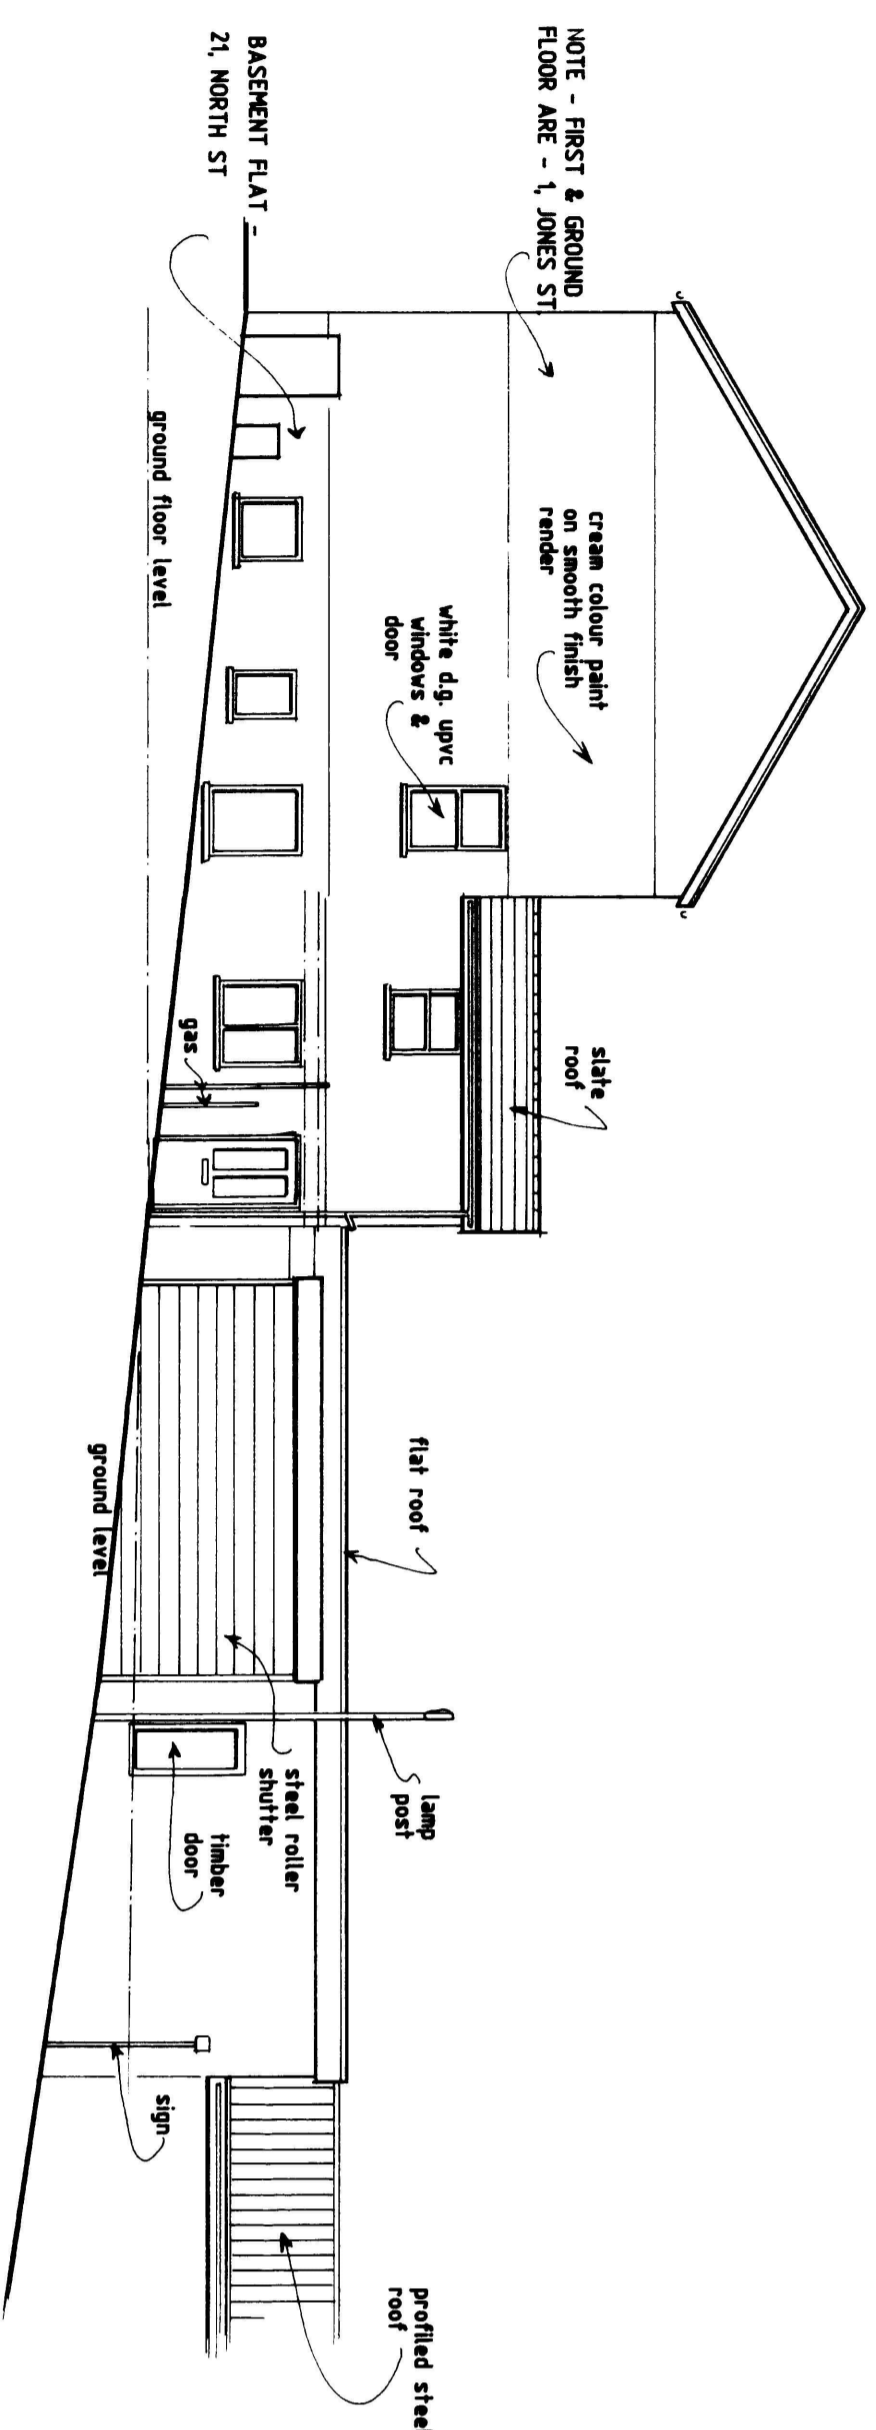 NOTE - FIRST & GROUND
FLOOR ARE - 1, JONES ST.
BASEMENT FLAT -
21, NORTH ST
cream colour paint
on smooth finish
render
white d.g. upvc
windows &
door
ground floor level
slate
roof
gas
flat roof
ground level
lamp
post
steel roller
shutter
timber
door
sign
profiled steel
roof